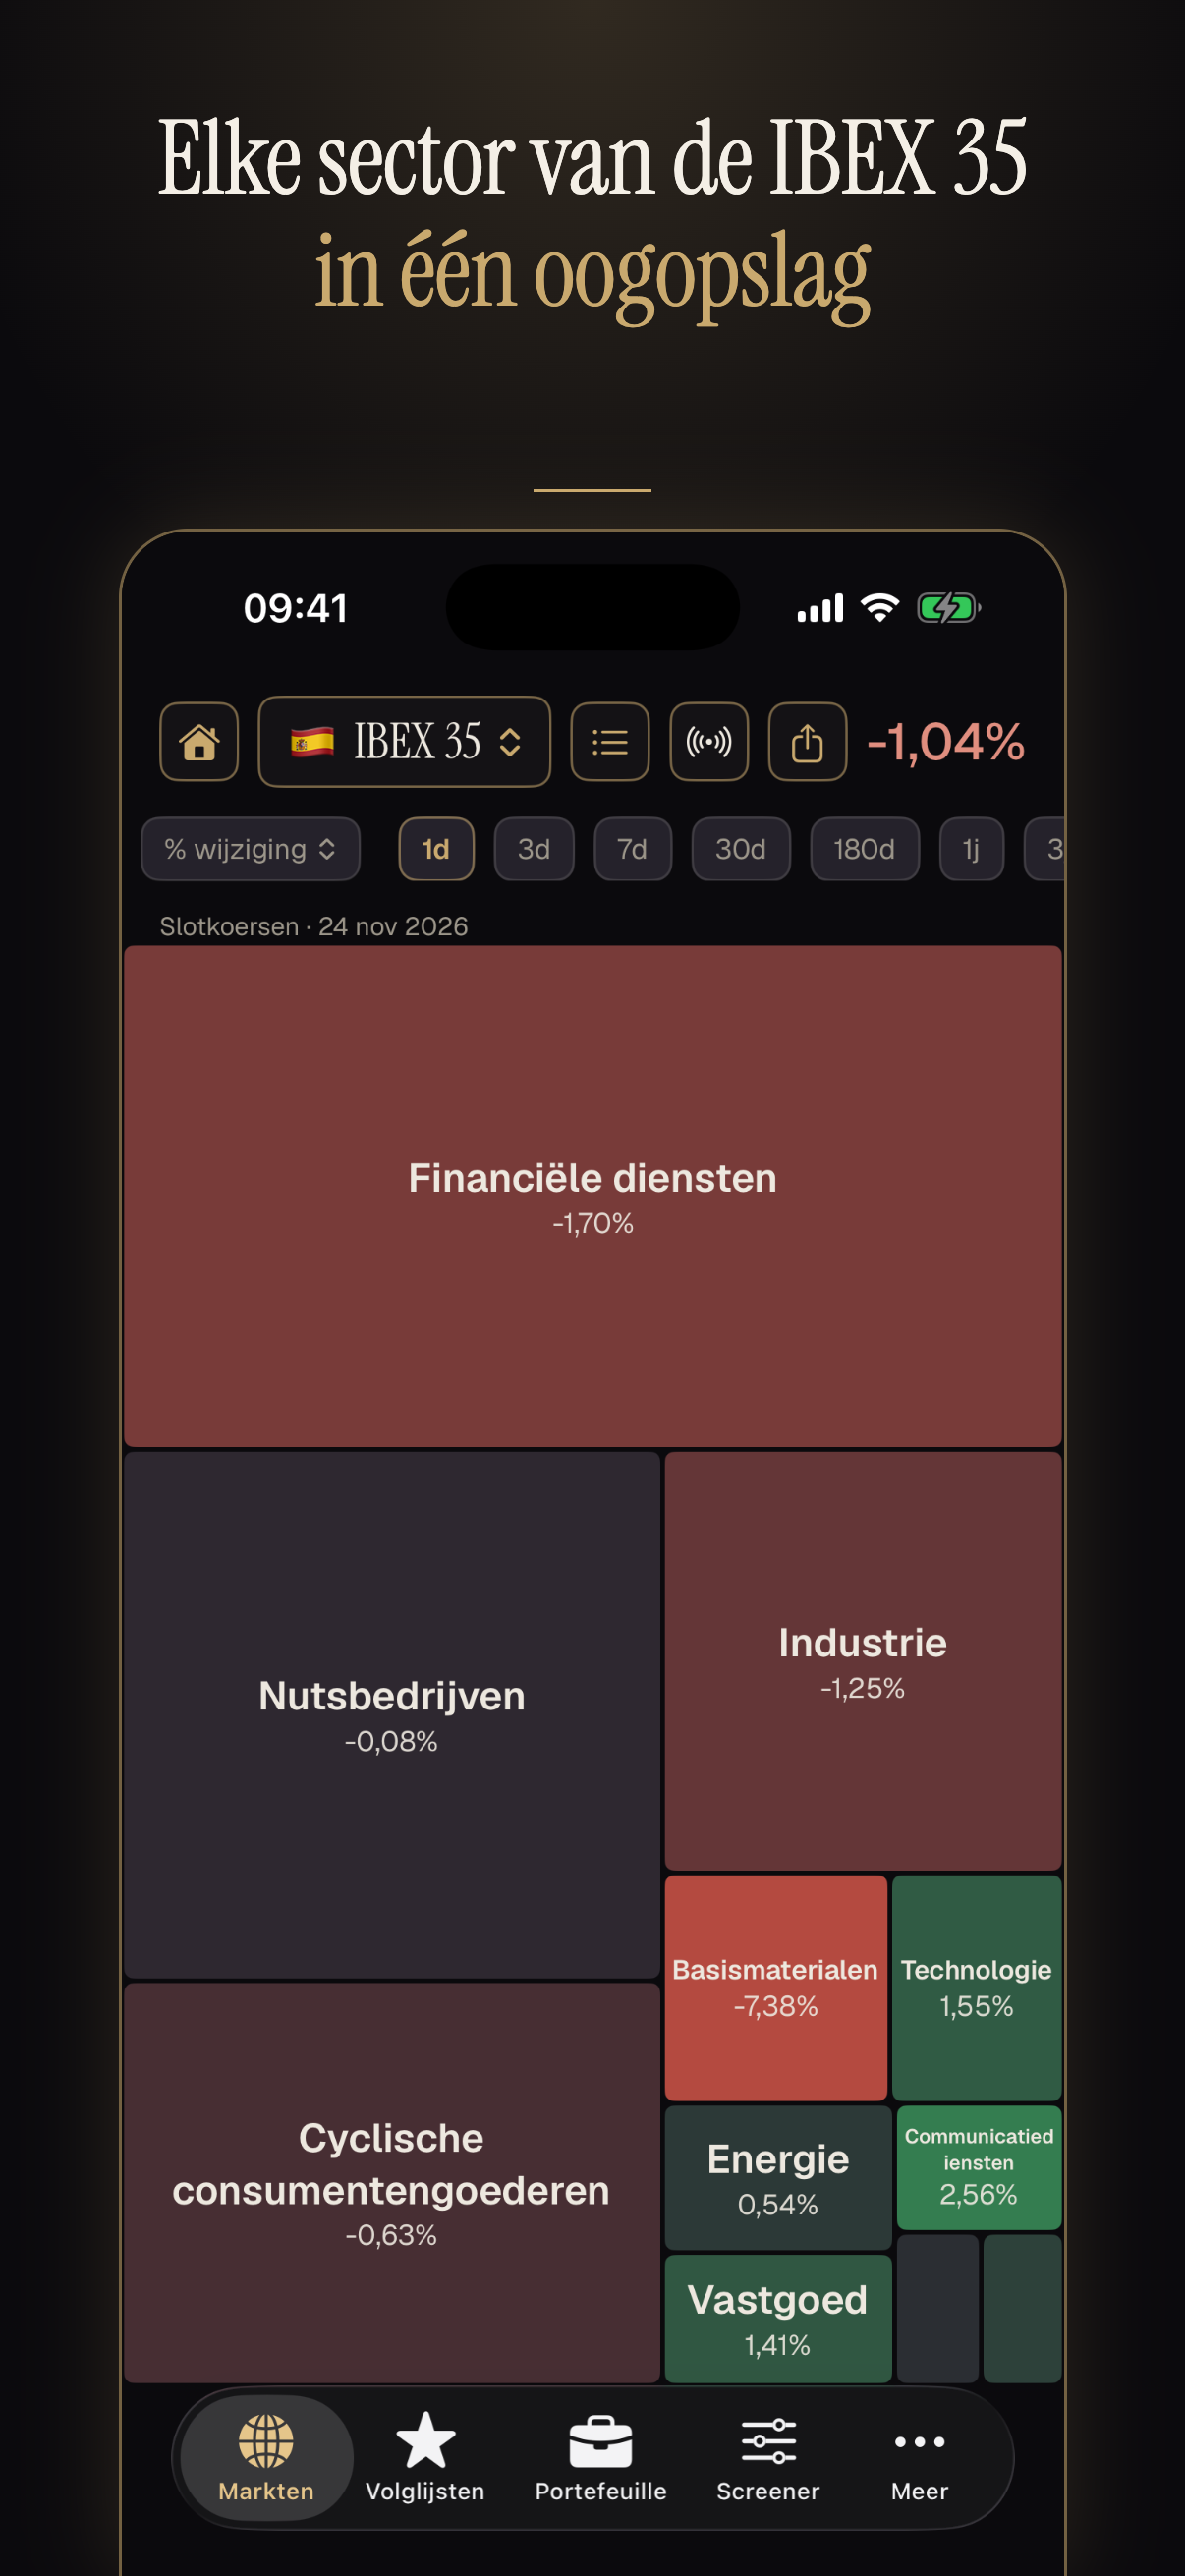 Elke sector van de IBEX 35
in één oogopslag
09:41
IBEX 35
-1,04%
% wijziging
1d
3d
7d
30d
180d
1j
3
Slotkoersen · 24 nov 2026
Financiële diensten
-1,70%
Nutsbedrijven
-0,08%
Industrie
-1,25%
Basismaterialen
-7,38%
Technologie
1,55%
Cyclische
consumentengoederen
-0,63%
Energie
0,54%
Communicatied
iensten
2,56%
Vastgoed
1,41%
Markten
Volglijsten
Portefeuille
Screener
Meer